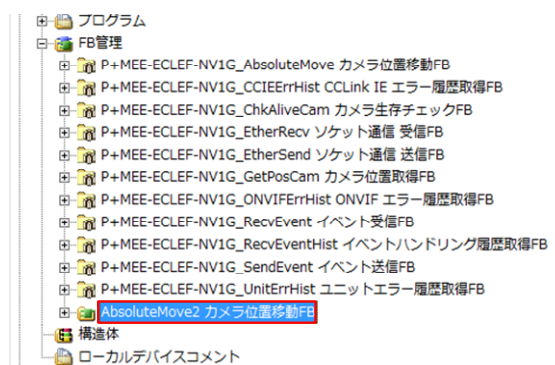 プログラム
FB管理
P+MEE-ECLEF-NV1G_AbsoluteMove カメラ位置移動FB
P+MEE-ECLEF-NV1G_CCIEErrHist CCLink IE エラー履歴取得FB
P+MEE-ECLEF-NV1G_ChkAliveCam カメラ生存チェックFB
P+MEE-ECLEF-NV1G_EtherRecv ソケット通信 受信FB
P+MEE-ECLEF-NV1G_EtherSend ソケット通信 送信FB
P+MEE-ECLEF-NV1G_GetPosCam カメラ位置取得FB
P+MEE-ECLEF-NV1G_ONVIFErrHist ONVIF エラー履歴取得FB
P+MEE-ECLEF-NV1G_RecvEvent イベント受信FB
P+MEE-ECLEF-NV1G_RecvEventHist イベントハンドリング履歴取得FB
P+MEE-ECLEF-NV1G_SendEvent イベント送信FB
P+MEE-ECLEF-NV1G_UnitErrHist ユニットエラー履歴取得FB
AbsoluteMove2 カメラ位置移動FB
構造体
ローカルデバイスコメント